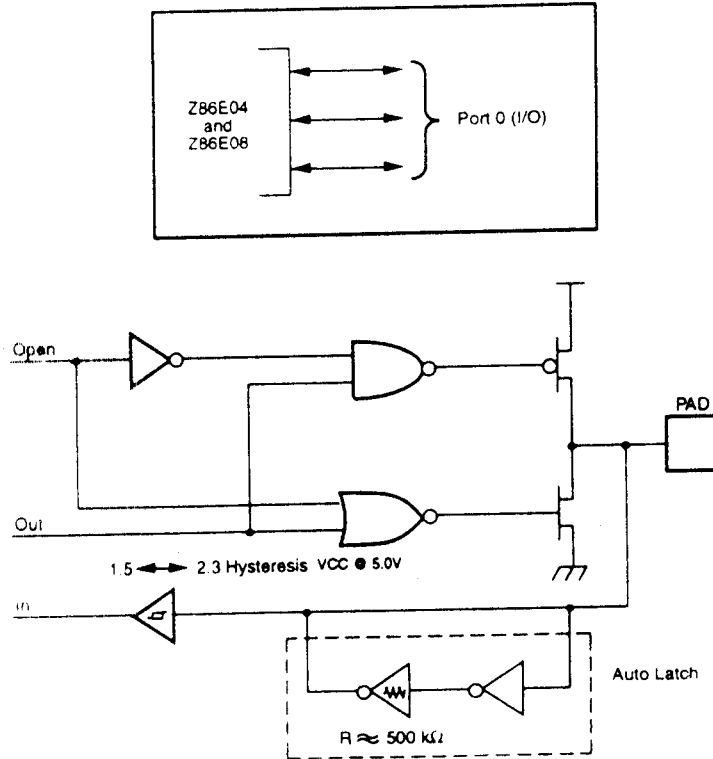 Z86E04
and
Z86E08
Port 0 (I/O)
Open
PAD
Out
1.5 2.3 Hysteresis VCC @ 5.0V
In
Auto Latch
R ≈ 500 kΩ